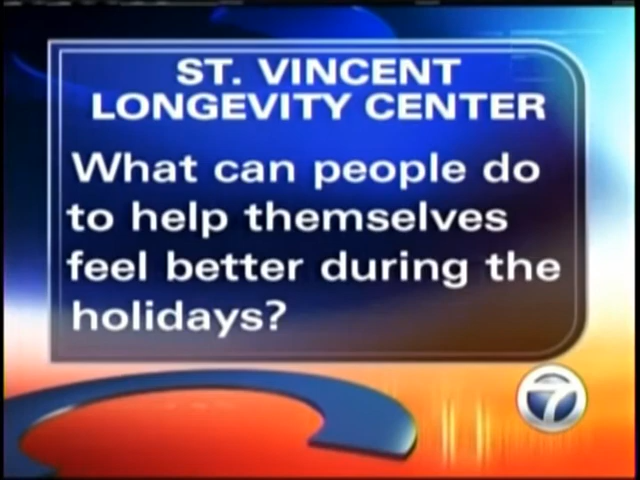 ST. VINCENT
LONGEVITY CENTER
What can people do
to help themselves
feel better during the
holidays?
7